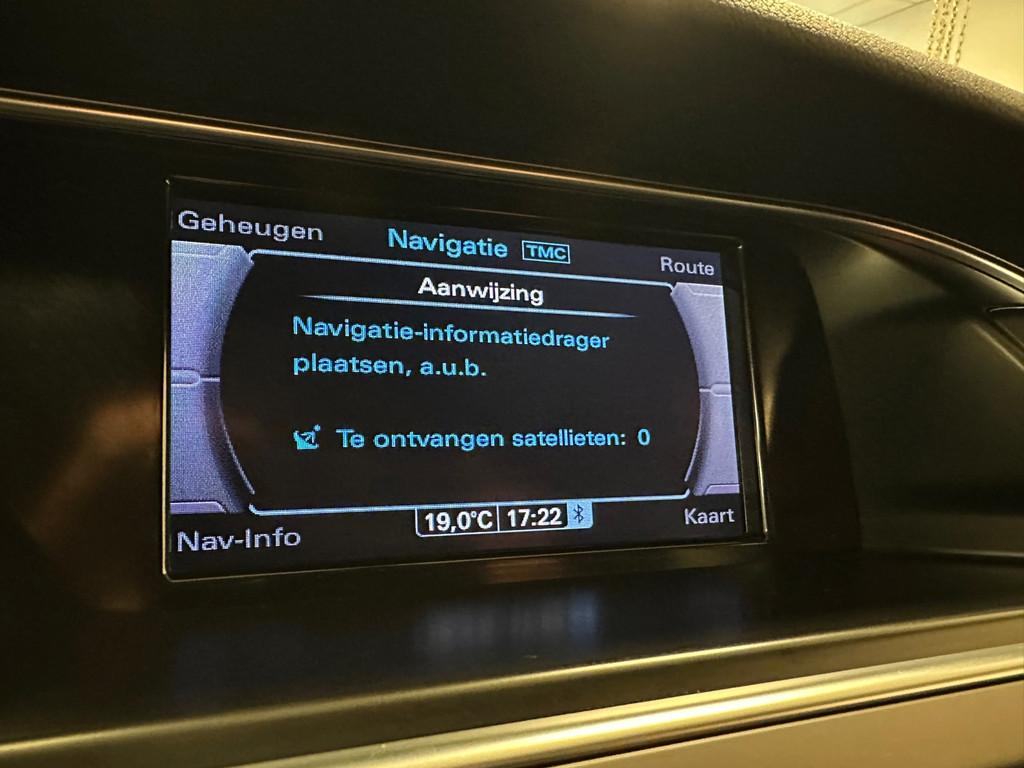 Geheugen
Navigatie TMC
Route
Aanwijzing
Navigatie-informatiedrager
plaatsen, a.u.b.
Te ontvangen satellieten: 0
Nav-Info
19,0°C 17:22
Kaart